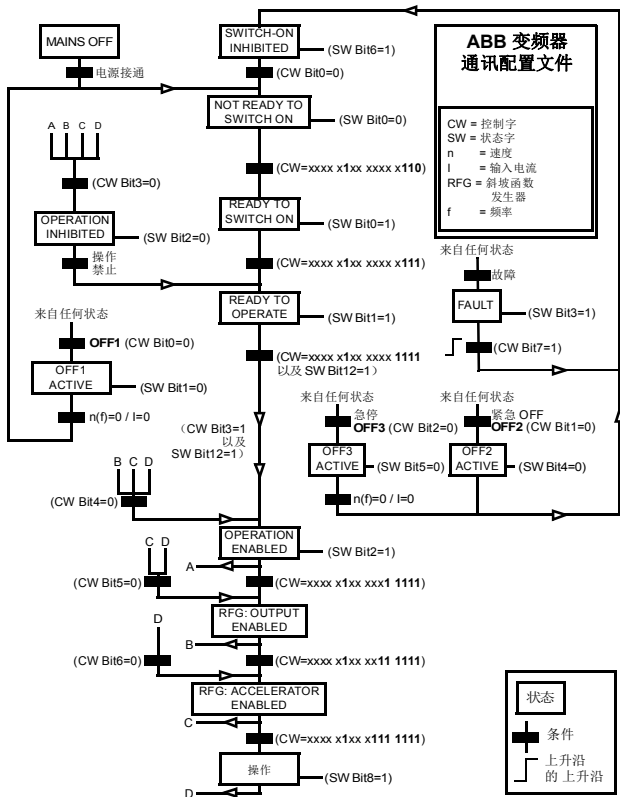 MAINS OFF
电源接通
SWITCH-ON
INHIBITED
(SW Bit6=1)
(CW Bit0=0)
NOT READY TO
SWITCH ON
(SW Bit0=0)
A B C D
(CW Bit3=0)
OPERATION
INHIBITED
(SW Bit2=0)
操作
禁止
(CW=xxxx x1xx xxxx x110)
READY TO
SWITCH ON
(SW Bit0=1)
(CW=xxxx x1xx xxxx x111)
READY TO
OPERATE
(SW Bit1=1)
(CW=xxxx x1xx xxxx 1111
以及 SW Bit12=1）
ABB 变频器
通讯配置文件
CW = 控制字
SW = 状态字
n = 速度
I = 输入电流
RFG = 斜坡函数
发生器
f = 频率
来自任何状态
故障
FAULT
(SW Bit3=1)
(CW Bit7=1)
来自任何状态
OFF1 (CW Bit0=0)
OFF1
ACTIVE
(SW Bit1=0)
n(f)=0 / I=0
（CW Bit3=1
以及
SW Bit12=1）
来自任何状态
急停
OFF3 (CW Bit2=0)
OFF3
ACTIVE
(SW Bit5=0)
n(f)=0 / I=0
来自任何状态
紧急 OFF
OFF2 (CW Bit1=0)
OFF2
ACTIVE
(SW Bit4=0)
B C D
(CW Bit4=0)
OPERATION
ENABLED
(SW Bit2=1)
A
C D
(CW Bit5=0)
(CW=xxxx x1xx xxx1 1111)
RFG: OUTPUT
ENABLED
B
D
(CW Bit6=0)
(CW=xxxx x1xx xx11 1111)
RFG: ACCELERATOR
ENABLED
C
(CW=xxxx x1xx x111 1111)
操作
(SW Bit8=1)
D
状态
条件
上升沿
的 上升沿